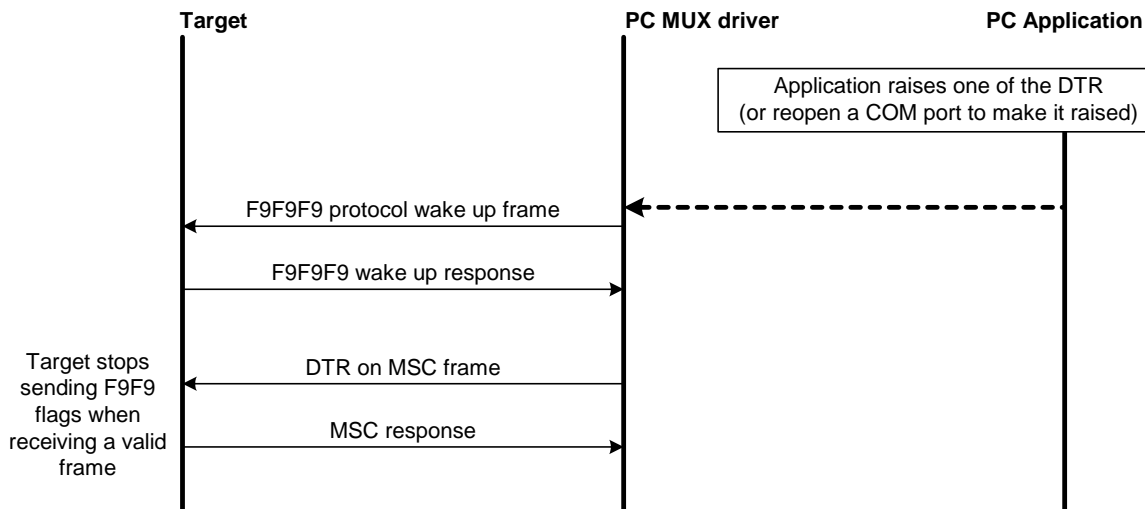 Target
PC MUX driver
PC Application
Application raises one of the DTR
(or reopen a COM port to make it raised)
F9F9F9 protocol wake up frame
F9F9F9 wake up response
DTR on MSC frame
Target stops
sending F9F9
flags when
receiving a valid
frame
MSC response